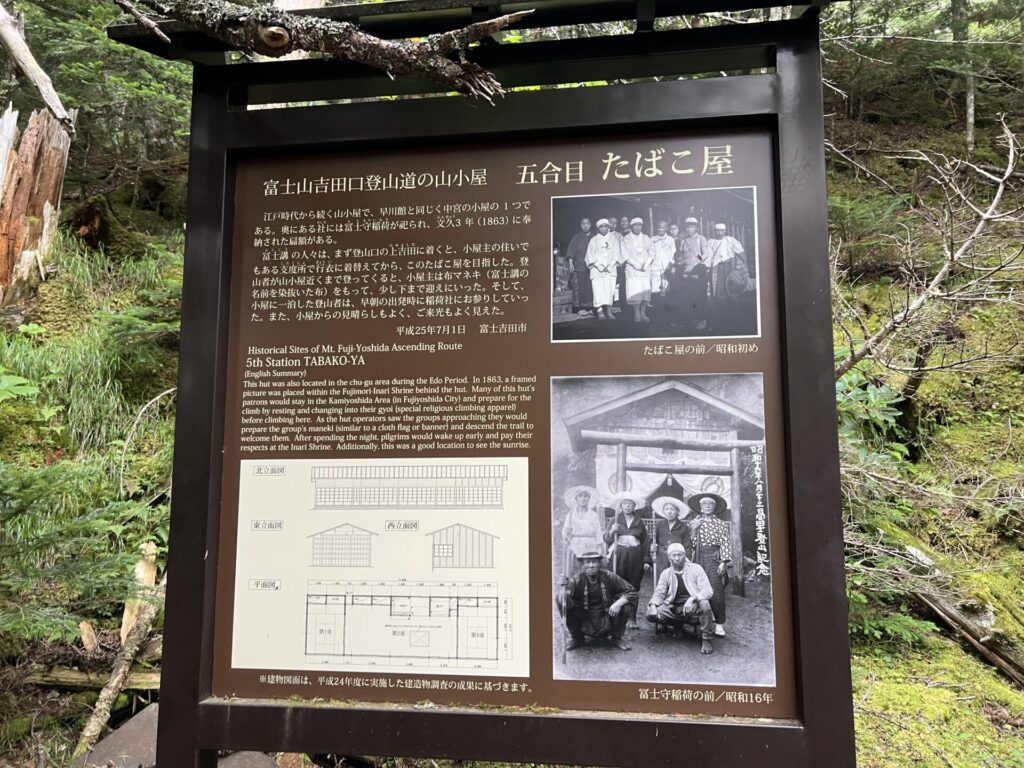 富士山吉田口登山道の山小屋 五合目 たばこ屋
江戸時代から続く山小屋で、早川館と同じく中宮の小屋の1つで
ある。奥にある社には富士守稲荷が祀られ、文久3年(1863)に奉
納された扁額がある。
富士講の人々は、まず登山口の上吉田に着くと、小屋主の住いで
もある支度所で行衣に着替えてから、このたばこ屋を目指した。登
山者が山小屋近くまで登ってくると、小屋主は布マネキ(富士講の
名前を染抜いた布)をもって、少し下まで迎えにいった。そして、
小屋に一泊した登山者は、早朝の出発時に稲荷社にお参りしていっ
た。また、小屋からの見晴らしもよく、ご来光もよく見えた。
平成25年7月1日 富士吉田市
Historical Sites of Mt. Fuji-Yoshida Ascending Route
5th Station TABAKO-YA
(English Summary)
This hut was also located in the chu-gu area during the Edo Period. In 1863, a framed
picture was placed within the Fujimori-Inari Shrine behind the hut. Many of this hut's
patrons would stay in the Kamiyoshida Area (in Fujiyoshida City) and prepare for the
climb by resting and changing into their gyoi (special religious climbing apparel)
before climbing here. As the hut operators saw the groups approaching they would
prepare the group's maneki (similar to a cloth flag or banner) and descend the trail to
welcome them. After spending the night, pilgrims would wake up early and pay their
respects at the Inari Shrine. Additionally, this was a good location to see the sunrise.
北立面図
東立面図
西立面図
平面図
第1室
第2室
第3室
※建物図面は、平成24年度に実施した建造物調査の成果に基づきます。
たばこ屋の前/昭和初め
冨士守稲荷の前/昭和16年